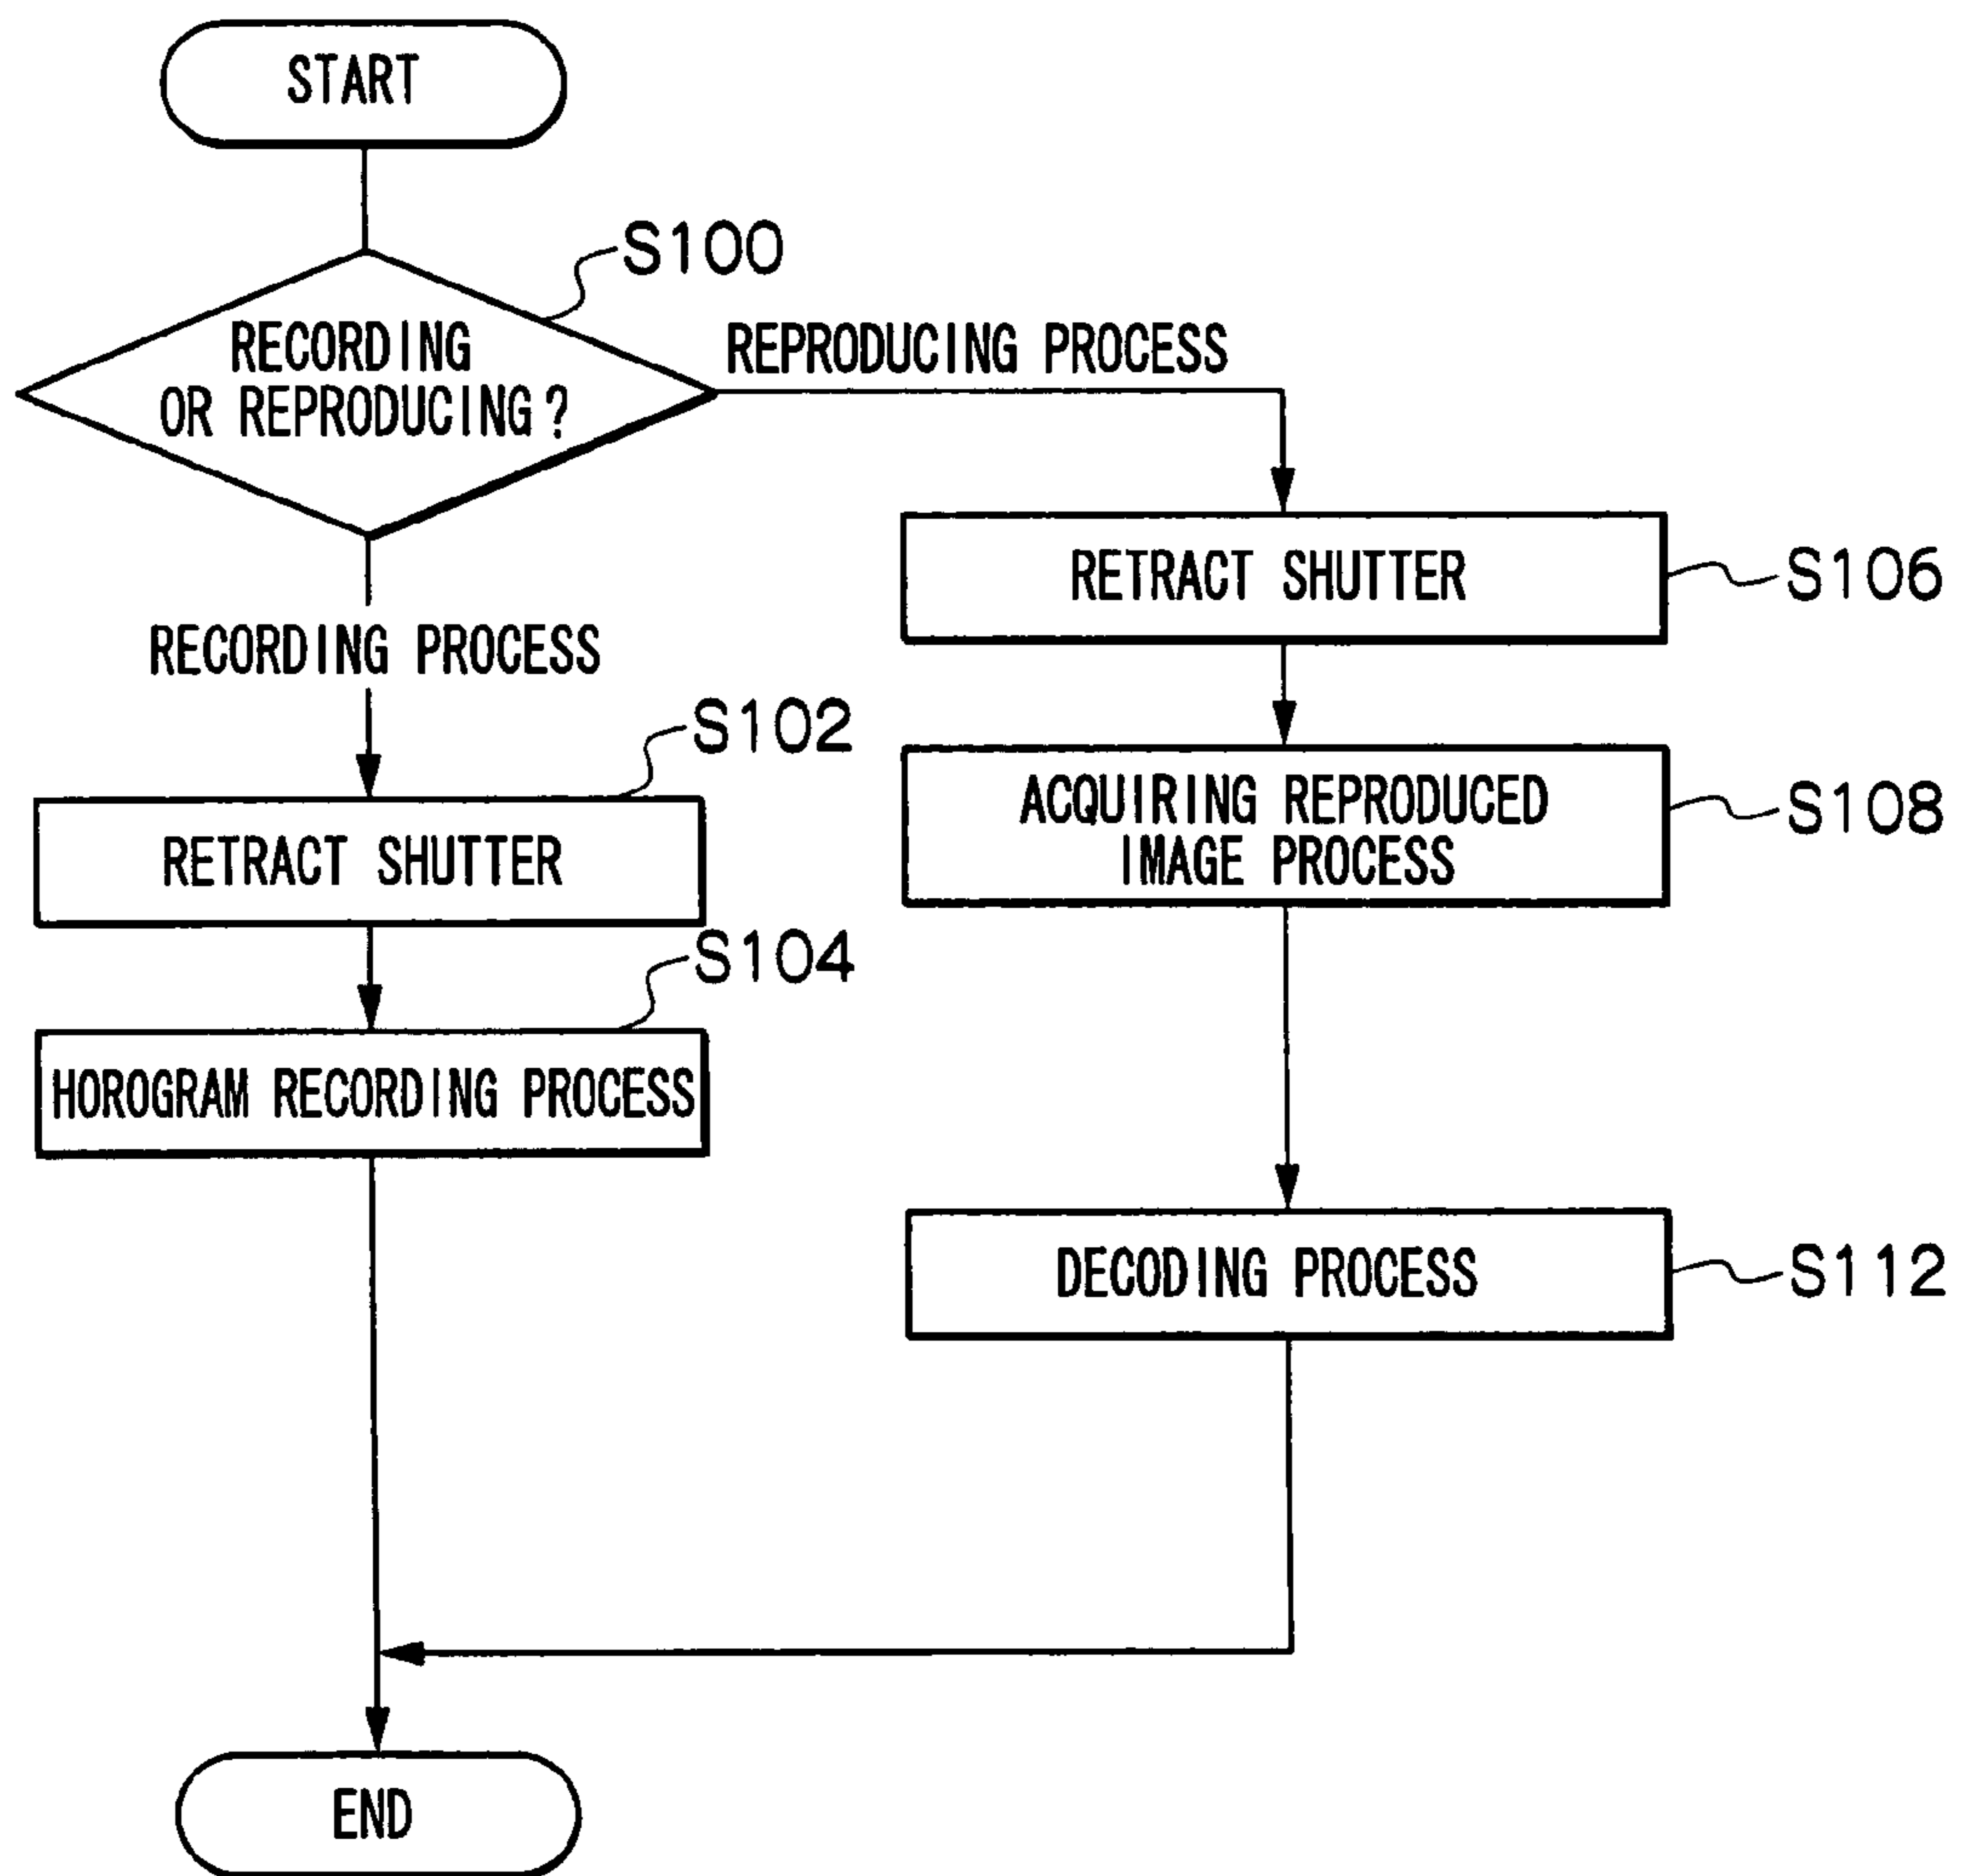 START
S100
RECORDING
OR REPRODUCING?
REPRODUCING PROCESS
RECORDING PROCESS
S102
RETRACT SHUTTER
S104
HOROGRAM RECORDING PROCESS
RETRACT SHUTTER
S106
ACQUIRING REPRODUCED
IMAGE PROCESS
S108
DECODING PROCESS
S112
END